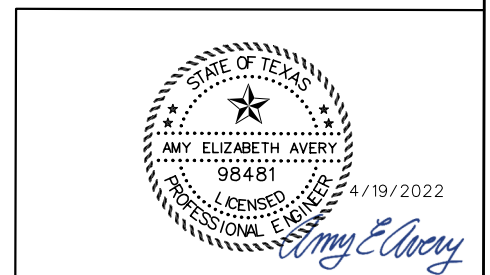 STATE OF TEXAS
AMY ELIZABETH AVERY
98481
LICENSED
PROFESSIONAL ENGINEER
4/19/2022
Amy E Avery